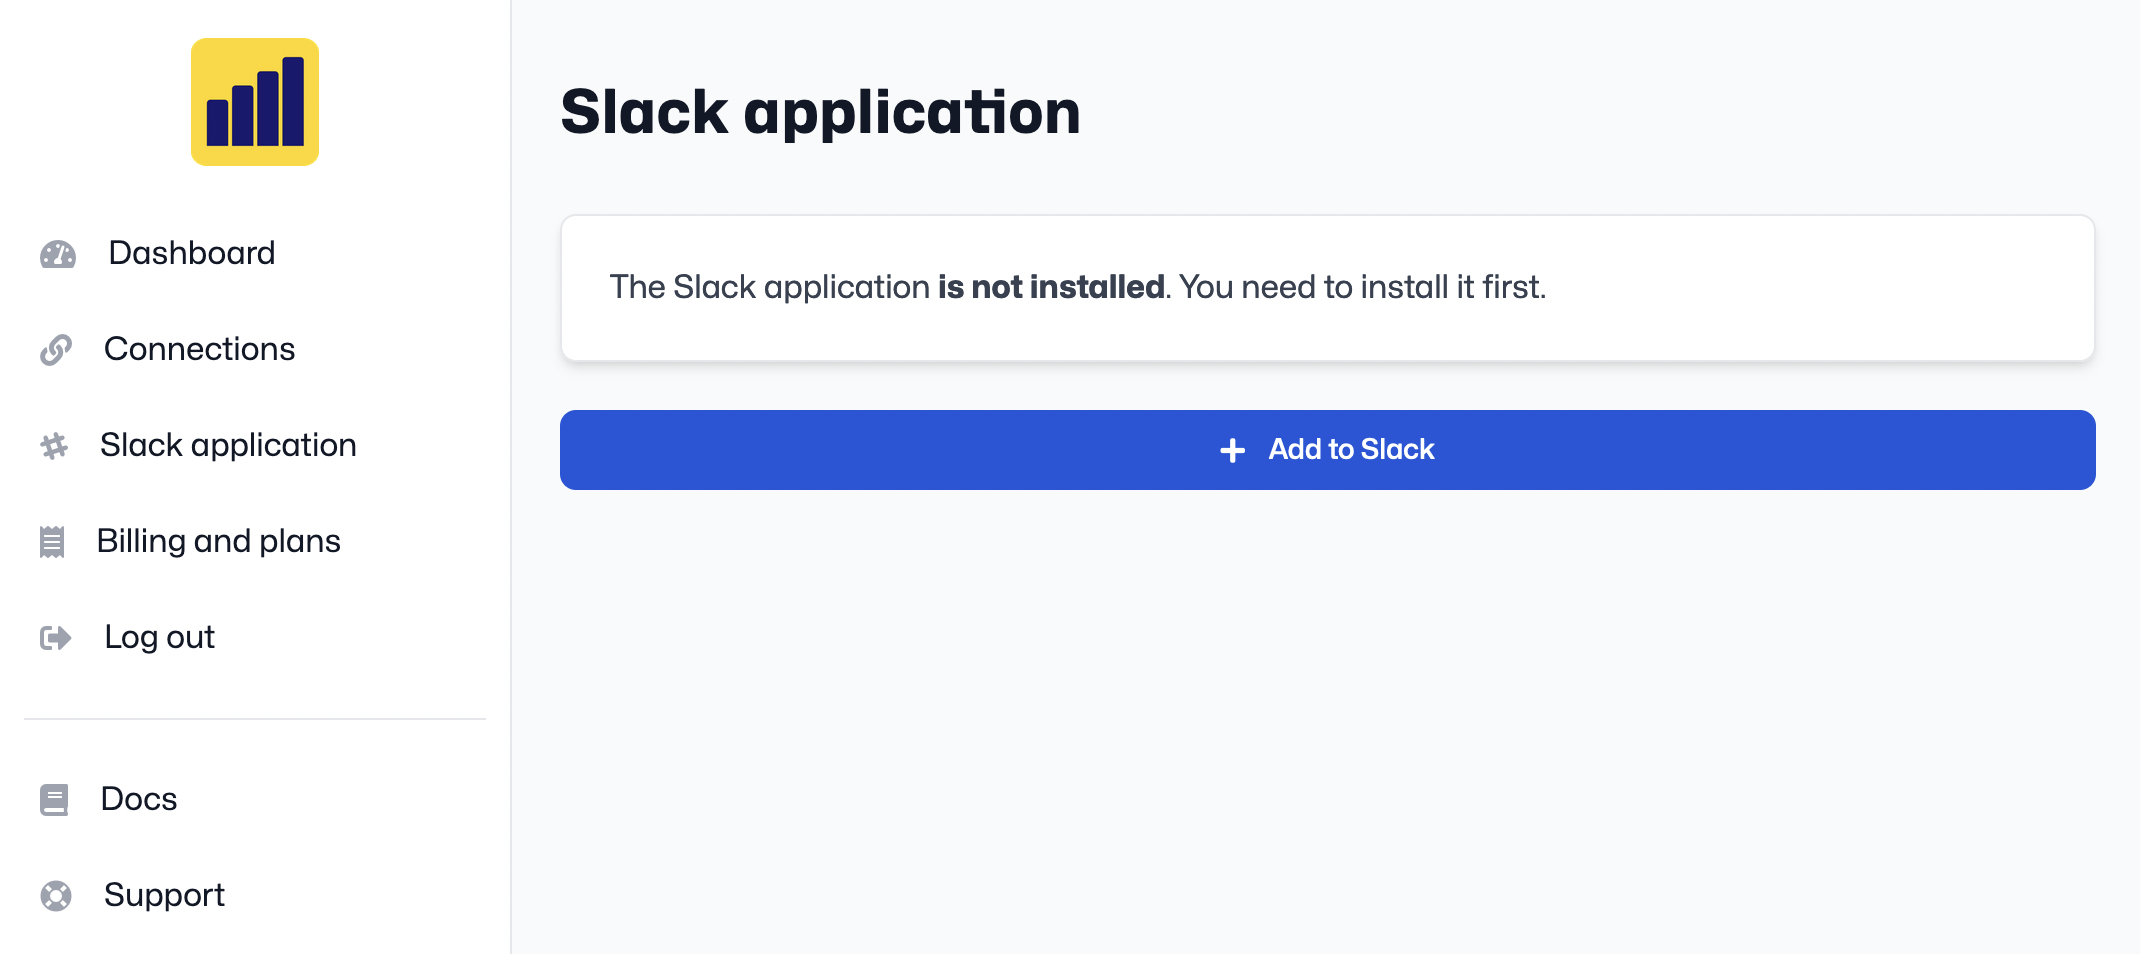 Dashboard
Connections
Slack application
Billing and plans
Log out
Docs
Support
Slack application
The Slack application is not installed. You need to install it first.
Add to Slack